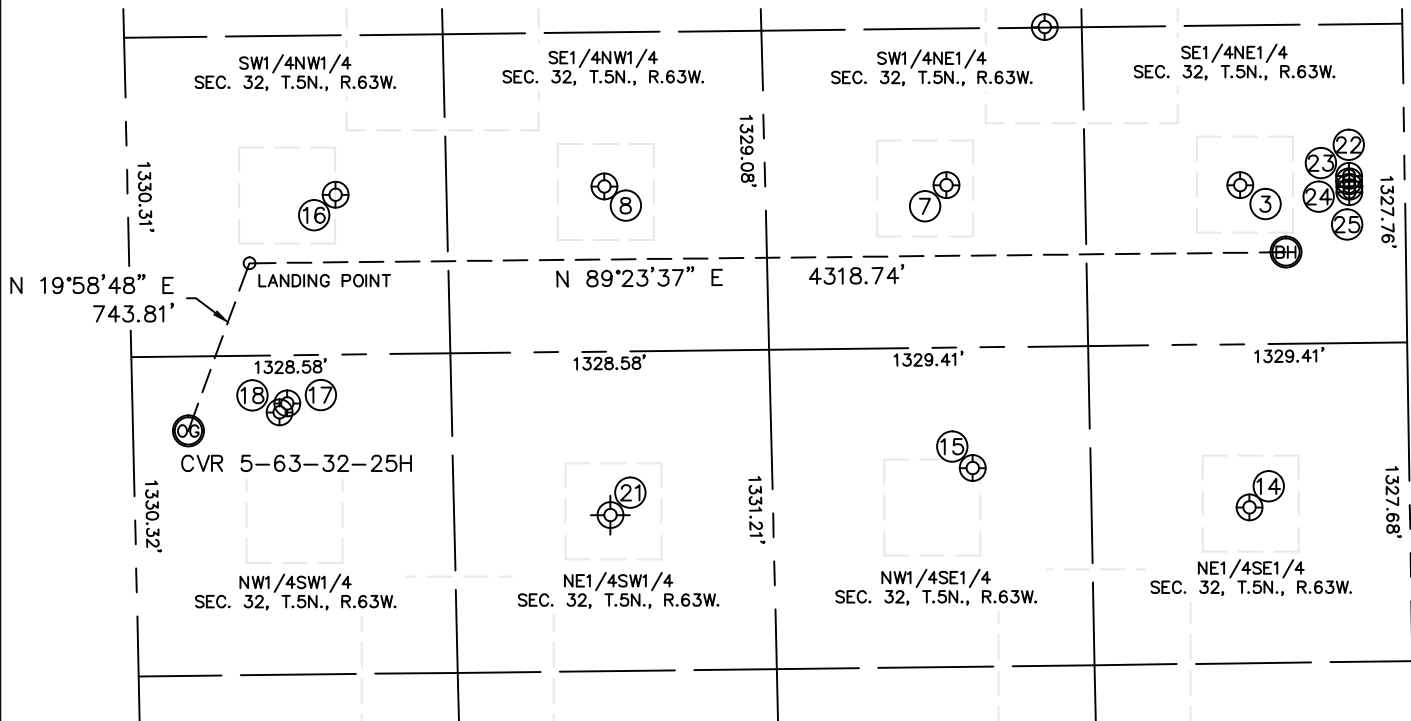 SW1/4NW1/4
SEC. 32, T.5N., R.63W.
SE1/4NW1/4
SEC. 32, T.5N., R.63W.
SW1/4NE1/4
SEC. 32, T.5N., R.63W.
SE1/4NE1/4
SEC. 32, T.5N., R.63W.
1330.31'
1329.08'
1327.76'
16
8
7
3
22
23
24
25
BH
LANDING POINT
N 89°23'37" E
4318.74'
N 19°58'48" E
743.81'
1328.58'
1328.58'
1329.41'
1329.41'
18
17
OG
CVR 5-63-32-25H
15
21
14
1330.32'
1331.21'
1327.68'
NW1/4SW1/4
SEC. 32, T.5N., R.63W.
NE1/4SW1/4
SEC. 32, T.5N., R.63W.
NW1/4SE1/4
SEC. 32, T.5N., R.63W.
NE1/4SE1/4
SEC. 32, T.5N., R.63W.